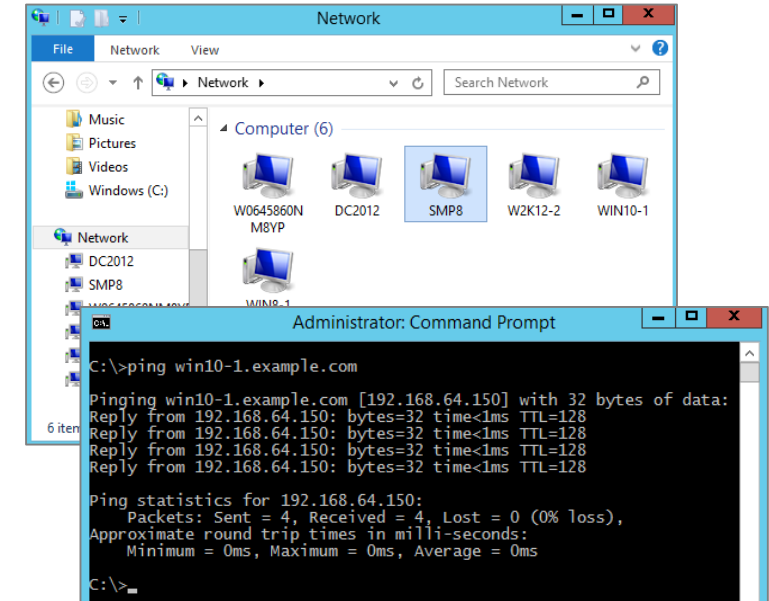 Network
File Network View
Network
Search Network
Music
Pictures
Videos
Windows (C:)
Network
DC2012
SMP8
Computer (6)
W0645860N
M8YP
DC2012
SMP8
W2K12-2
WIN10-1
WIN8-1
6 item
Administrator: Command Prompt
C:\>ping win10-1.example.com
Pinging win10-1.example.com [192.168.64.150] with 32 bytes of data:
Reply from 192.168.64.150: bytes=32 time<1ms TTL=128
Reply from 192.168.64.150: bytes=32 time<1ms TTL=128
Reply from 192.168.64.150: bytes=32 time<1ms TTL=128
Reply from 192.168.64.150: bytes=32 time<1ms TTL=128
Ping statistics for 192.168.64.150:
Packets: Sent = 4, Received = 4, Lost = 0 (0% loss),
Approximate round trip times in milli-seconds:
Minimum = 0ms, Maximum = 0ms, Average = 0ms
C:\>_